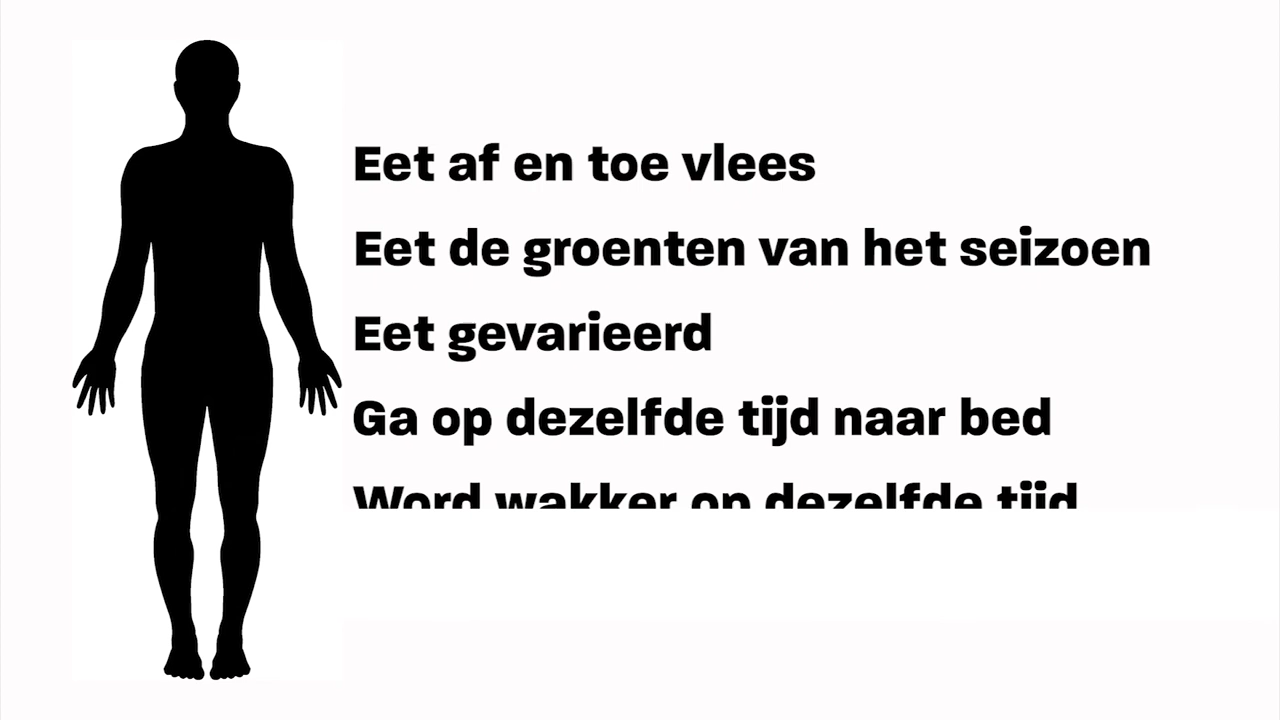 Eet af en toe vlees
Eet de groenten van het seizoen
Eet gevarieerd
Ga op dezelfde tijd naar bed
Word wakker op dezelfde tijd